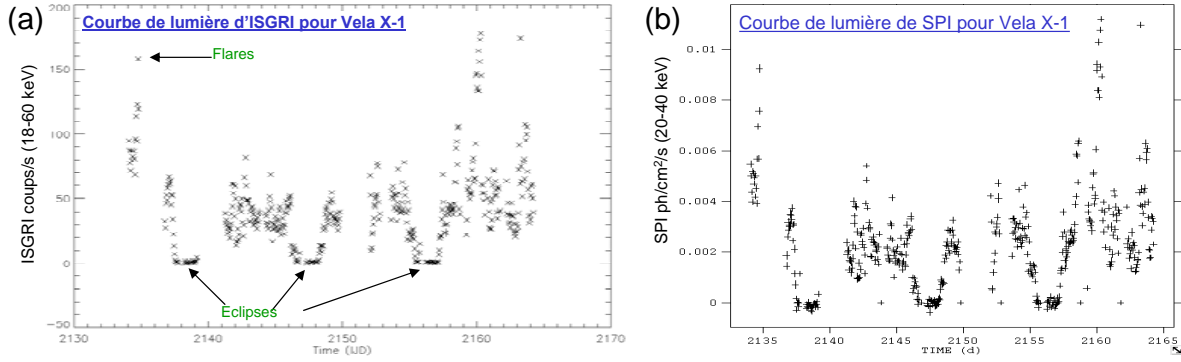 (a)
Courbe de lumière d'ISGRI pour Vela X-1
Flares
Eclipses
ISGRI coups/s (18-60 keV)
200
150
100
50
0
-50
2130
2140
2150
2160
2170
Time (IJD)
(b)
Courbe de lumière de SPI pour Vela X-1
SPI ph/cm²/s (20-40 keV)
0.01
0.008
0.006
0.004
0.002
0
2135
2140
2145
2150
2155
2160
2165
TIME (d)